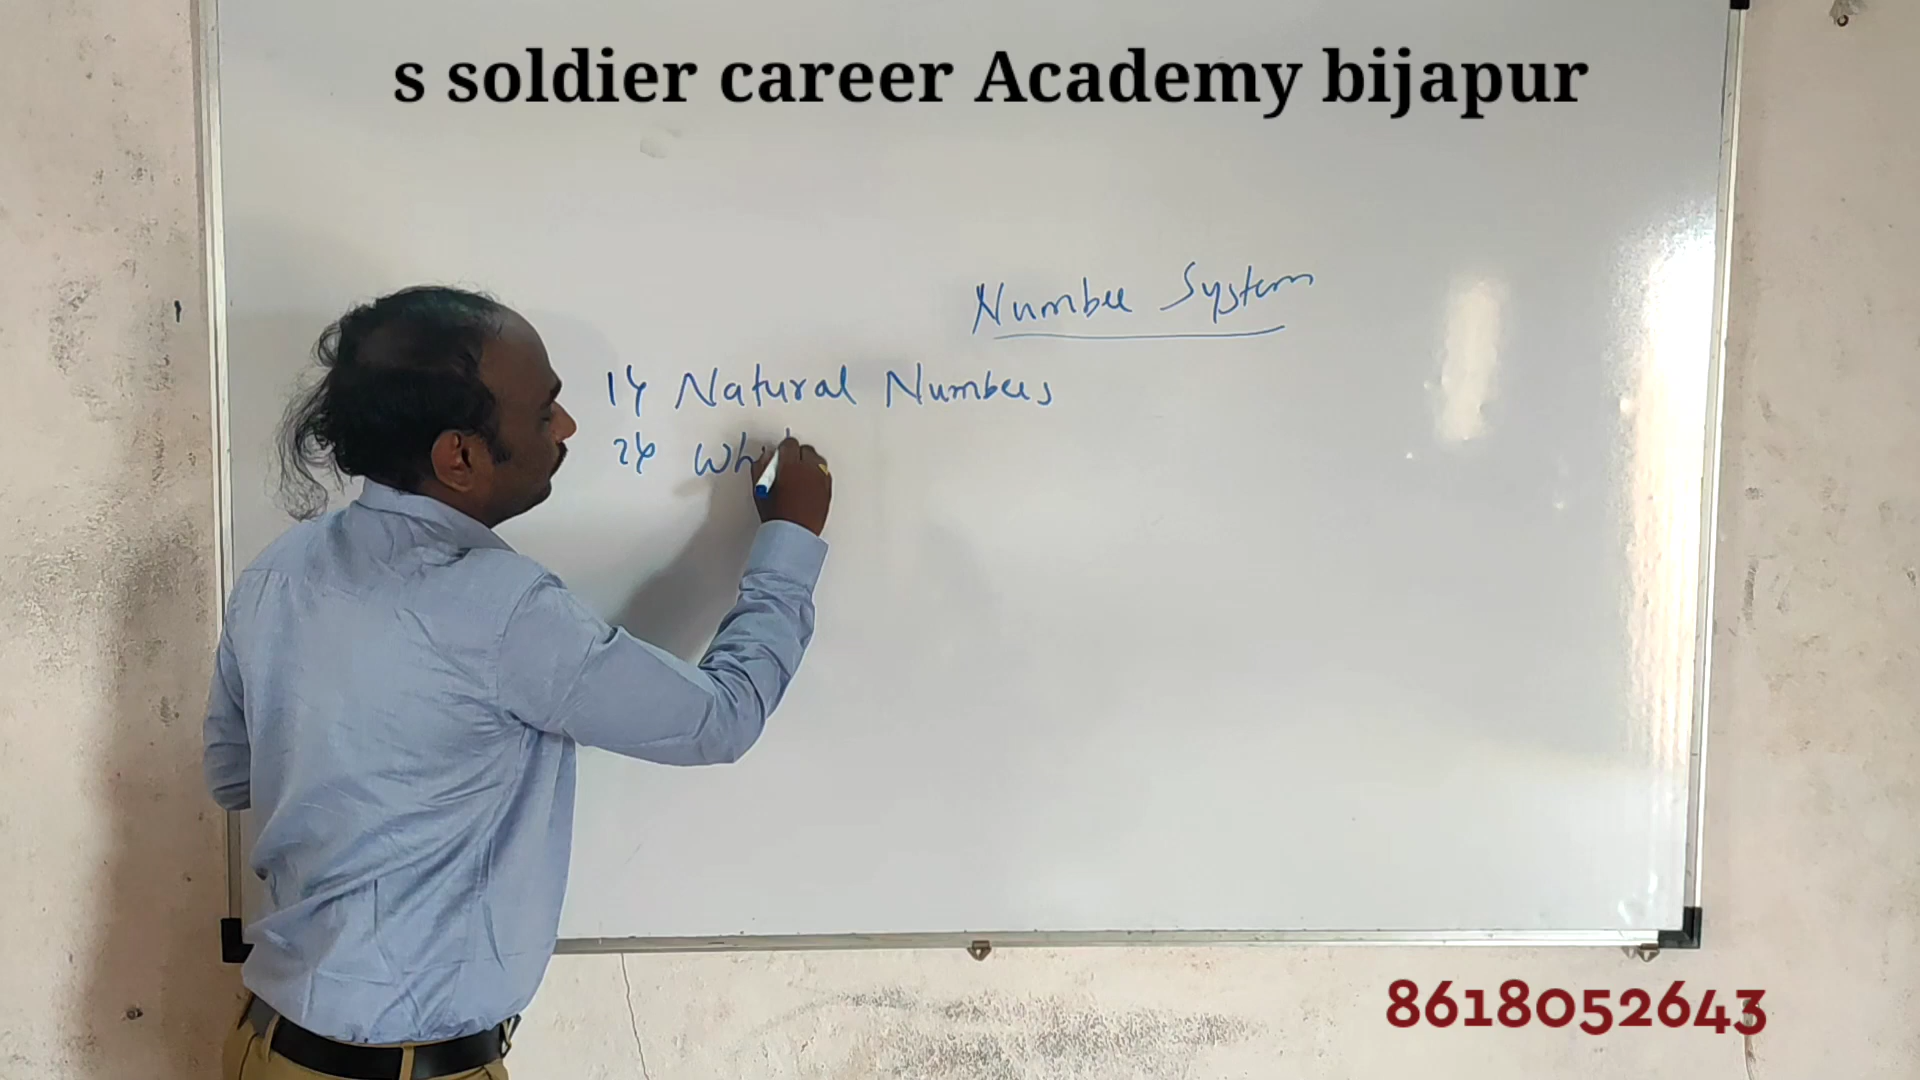 s soldier career Academy bijapur
Number System
1) Natural Numbers
2) Wh
8618052643